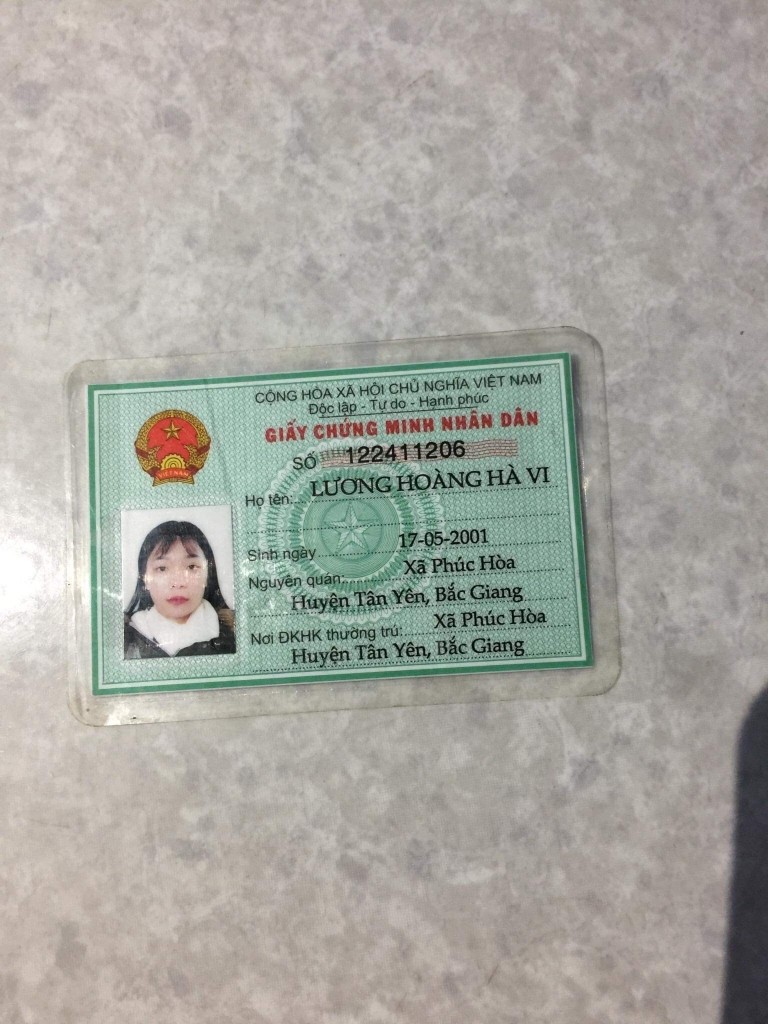 CỘNG HÒA XÃ HỘI CHỦ NGHĨA VIỆT NAM
Độc lập - Tự do - Hạnh phúc
GIẤY CHỨNG MINH NHÂN DÂN
SỐ 122411206
Họ tên: LƯƠNG HOÀNG HÀ VI
Sinh ngày 17-05-2001
Nguyên quán: Xã Phúc Hòa
Huyện Tân Yên, Bắc Giang
Nơi ĐKHK thường trú: Xã Phúc Hòa
Huyện Tân Yên, Bắc Giang
VIỆT NAM